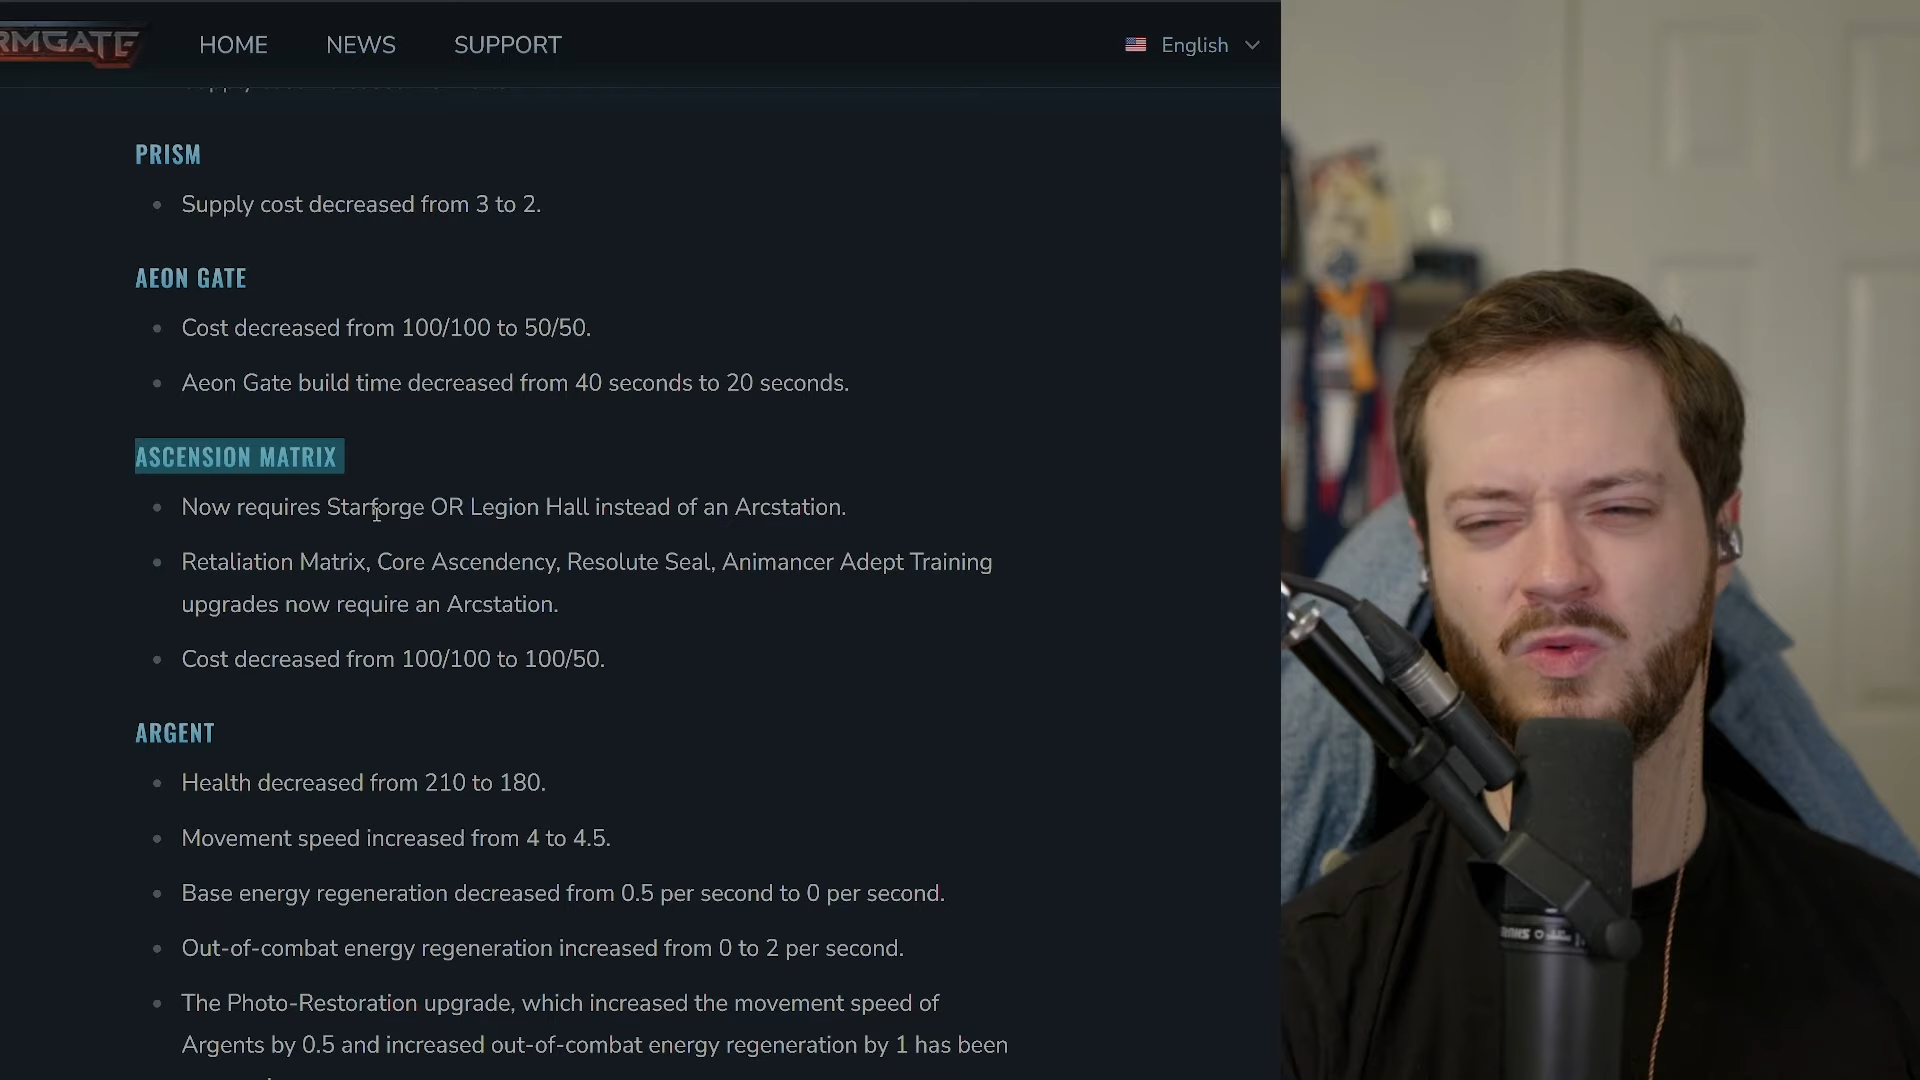 RMGATE HOME NEWS SUPPORT English
PRISM
Supply cost decreased from 3 to 2.
AEON GATE
Cost decreased from 100/100 to 50/50.
Aeon Gate build time decreased from 40 seconds to 20 seconds.
ASCENSION MATRIX
Now requires Starforge OR Legion Hall instead of an Arcstation.
Retaliation Matrix, Core Ascendency, Resolute Seal, Animancer Adept Training
upgrades now require an Arcstation.
Cost decreased from 100/100 to 100/50.
ARGENT
Health decreased from 210 to 180.
Movement speed increased from 4 to 4.5.
Base energy regeneration decreased from 0.5 per second to 0 per second.
Out-of-combat energy regeneration increased from 0 to 2 per second.
The Photo-Restoration upgrade, which increased the movement speed of
Argents by 0.5 and increased out-of-combat energy regeneration by 1 has been